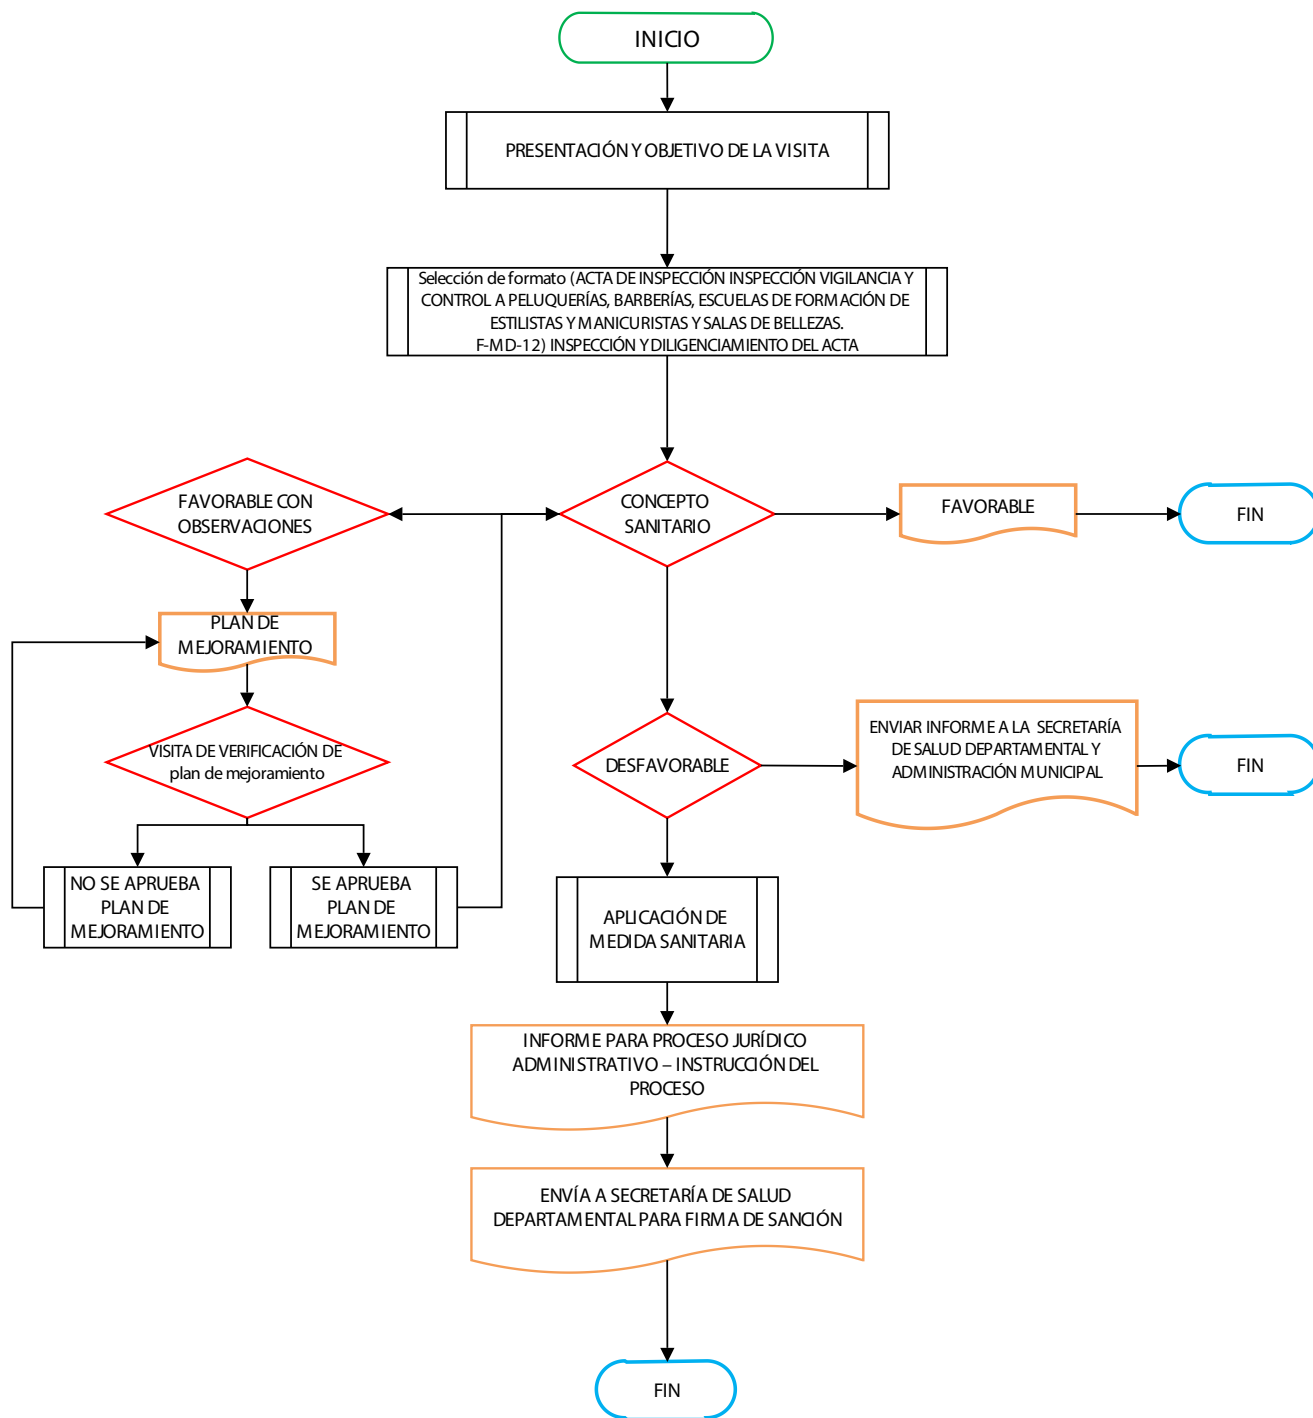 INICIO
PRESENTACIÓN Y OBJETIVO DE LA VISITA
Selección de formato (ACTA DE INSPECCIÓN INSPECCIÓN VIGILANCIA Y
CONTROL A PELUQUERÍAS, BARBERÍAS, ESCUELAS DE FORMACIÓN DE
ESTILISTAS Y MANICURISTAS Y SALAS DE BELLEZAS.
F-MD-12) INSPECCIÓN Y DILIGENCIAMIENTO DEL ACTA
FAVORABLE CON
OBSERVACIONES
CONCEPTO
SANITARIO
FAVORABLE
FIN
PLAN DE
MEJORAMIENTO
VISITA DE VERIFICACIÓN DE
plan de mejoramiento
DESFAVORABLE
ENVIAR INFORME A LA SECRETARÍA
DE SALUD DEPARTAMENTAL Y
ADMINISTRACIÓN MUNICIPAL
FIN
NO SE APRUEBA
PLAN DE
MEJORAMIENTO
SE APRUEBA
PLAN DE
MEJORAMIENTO
APLICACIÓN DE
MEDIDA SANITARIA
INFORME PARA PROCESO JURÍDICO
ADMINISTRATIVO – INSTRUCCIÓN DEL
PROCESO
ENVÍA A SECRETARÍA DE SALUD
DEPARTAMENTAL PARA FIRMA DE SANCIÓN
FIN